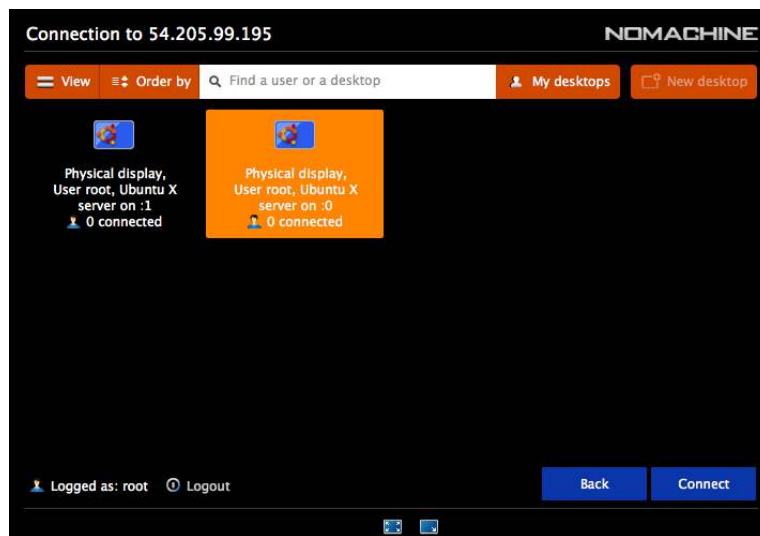 Connection to 54.205.99.195
NOMACHINE
View
Order by
Find a user or a desktop
My desktops
New desktop
Physical display,
User root, Ubuntu X
server on :1
0 connected
Physical display,
User root, Ubuntu X
server on :0
0 connected
Logged as: root
Logout
Back
Connect